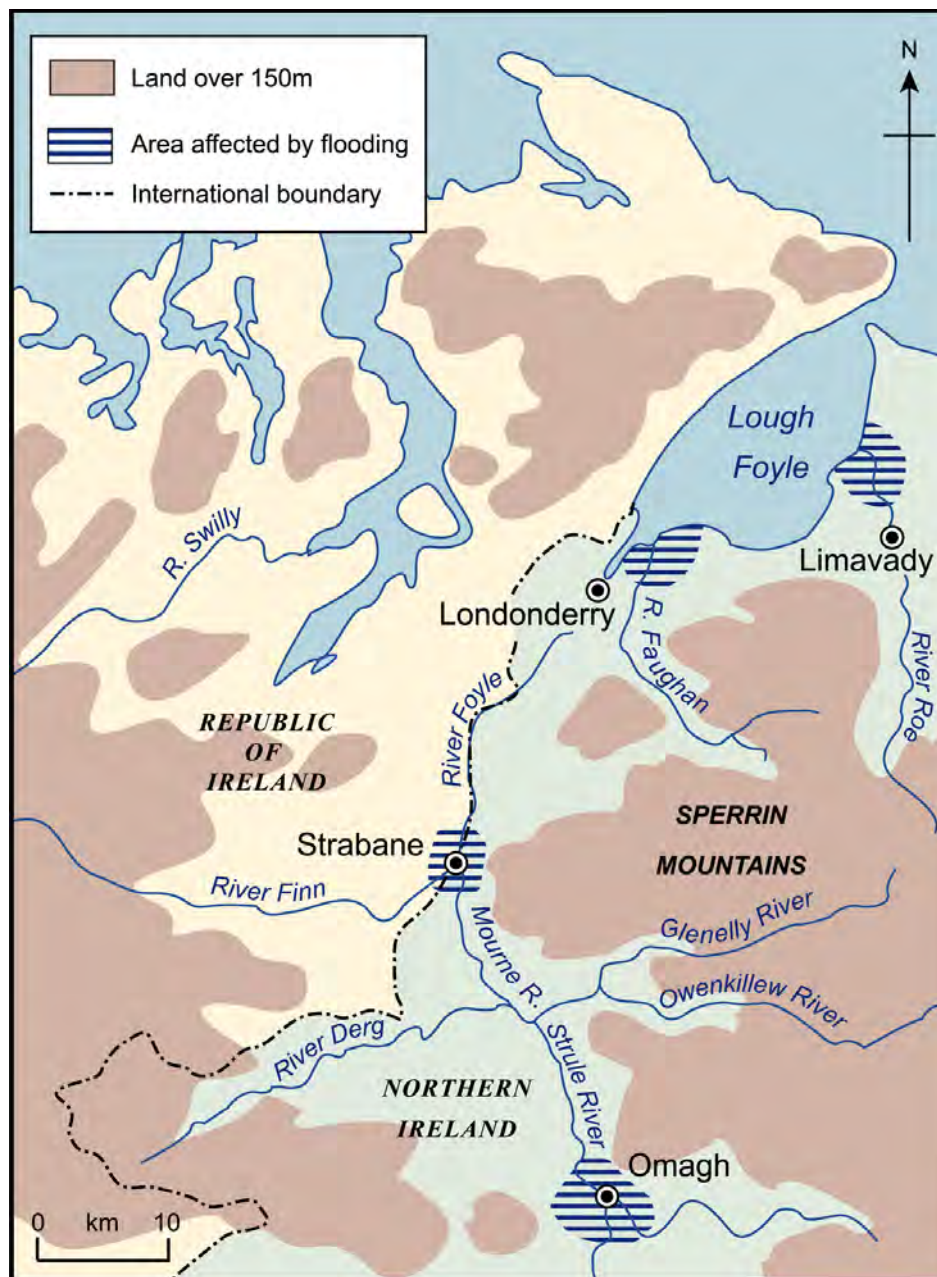 Land over 150m
Area affected by flooding
International boundary
N
Lough
Foyle
R. Swilly
Limavady
Londonderry
R. Faughan
River Roe
River Foyle
REPUBLIC
OF
IRELAND
SPERRIN
MOUNTAINS
Strabane
River Finn
Mourne R.
Glenelly River
Owenkillew River
River Derg
Strule River
NORTHERN
IRELAND
Omagh
0 km 10